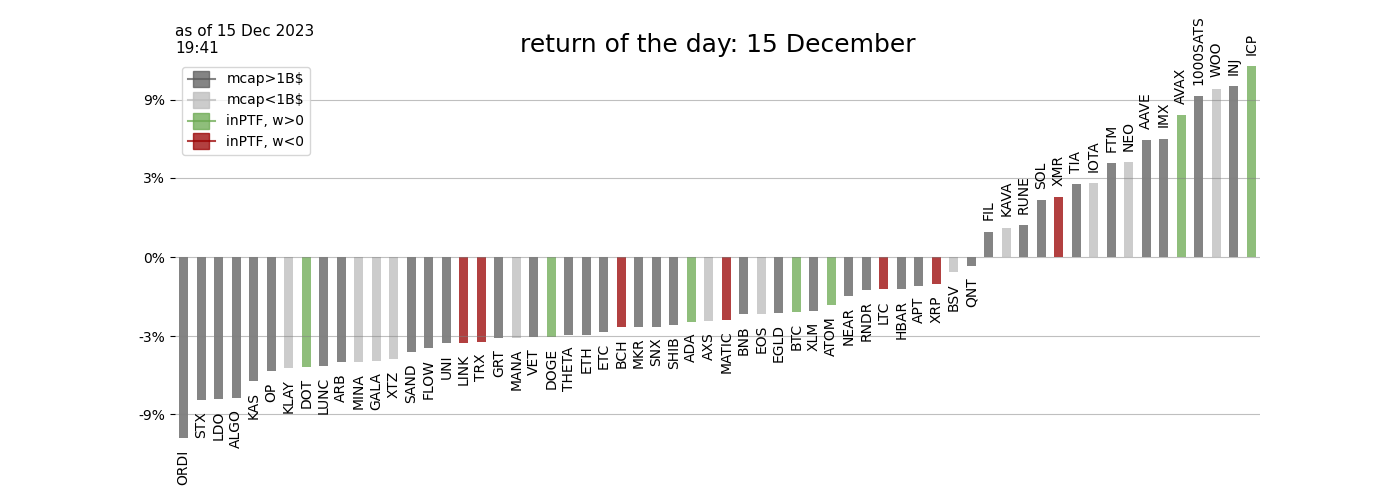 as of 15 Dec 2023
19:41
return of the day: 15 December
mcap>1B$
mcap<1B$
inPTF, w>0
inPTF, w<0
9%
3%
0%
-3%
-9%
ORDI
STX
LDO
ALGO
KAS
OP
KLAY
DOT
LUNC
ARB
MINA
GALA
XTZ
SAND
FLOW
UNI
LINK
TRX
GRT
MANA
VET
DOGE
THETA
ETH
ETC
BCH
MKR
SNX
SHIB
ADA
AXS
MATIC
BNB
EOS
EGLD
BTC
XLM
ATOM
NEAR
RNDR
LTC
HBAR
APT
XRP
BSV
QNT
FIL
KAVA
RUNE
SOL
XMR
TIA
IOTA
FTM
NEO
AAVE
IMX
AVAX
1000SATS
WOO
INJ
ICP